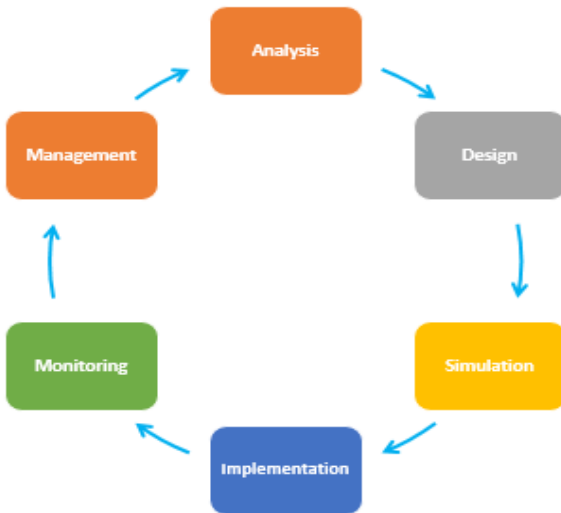 Analysis
Design
Simulation
Implementation
Monitoring
Management